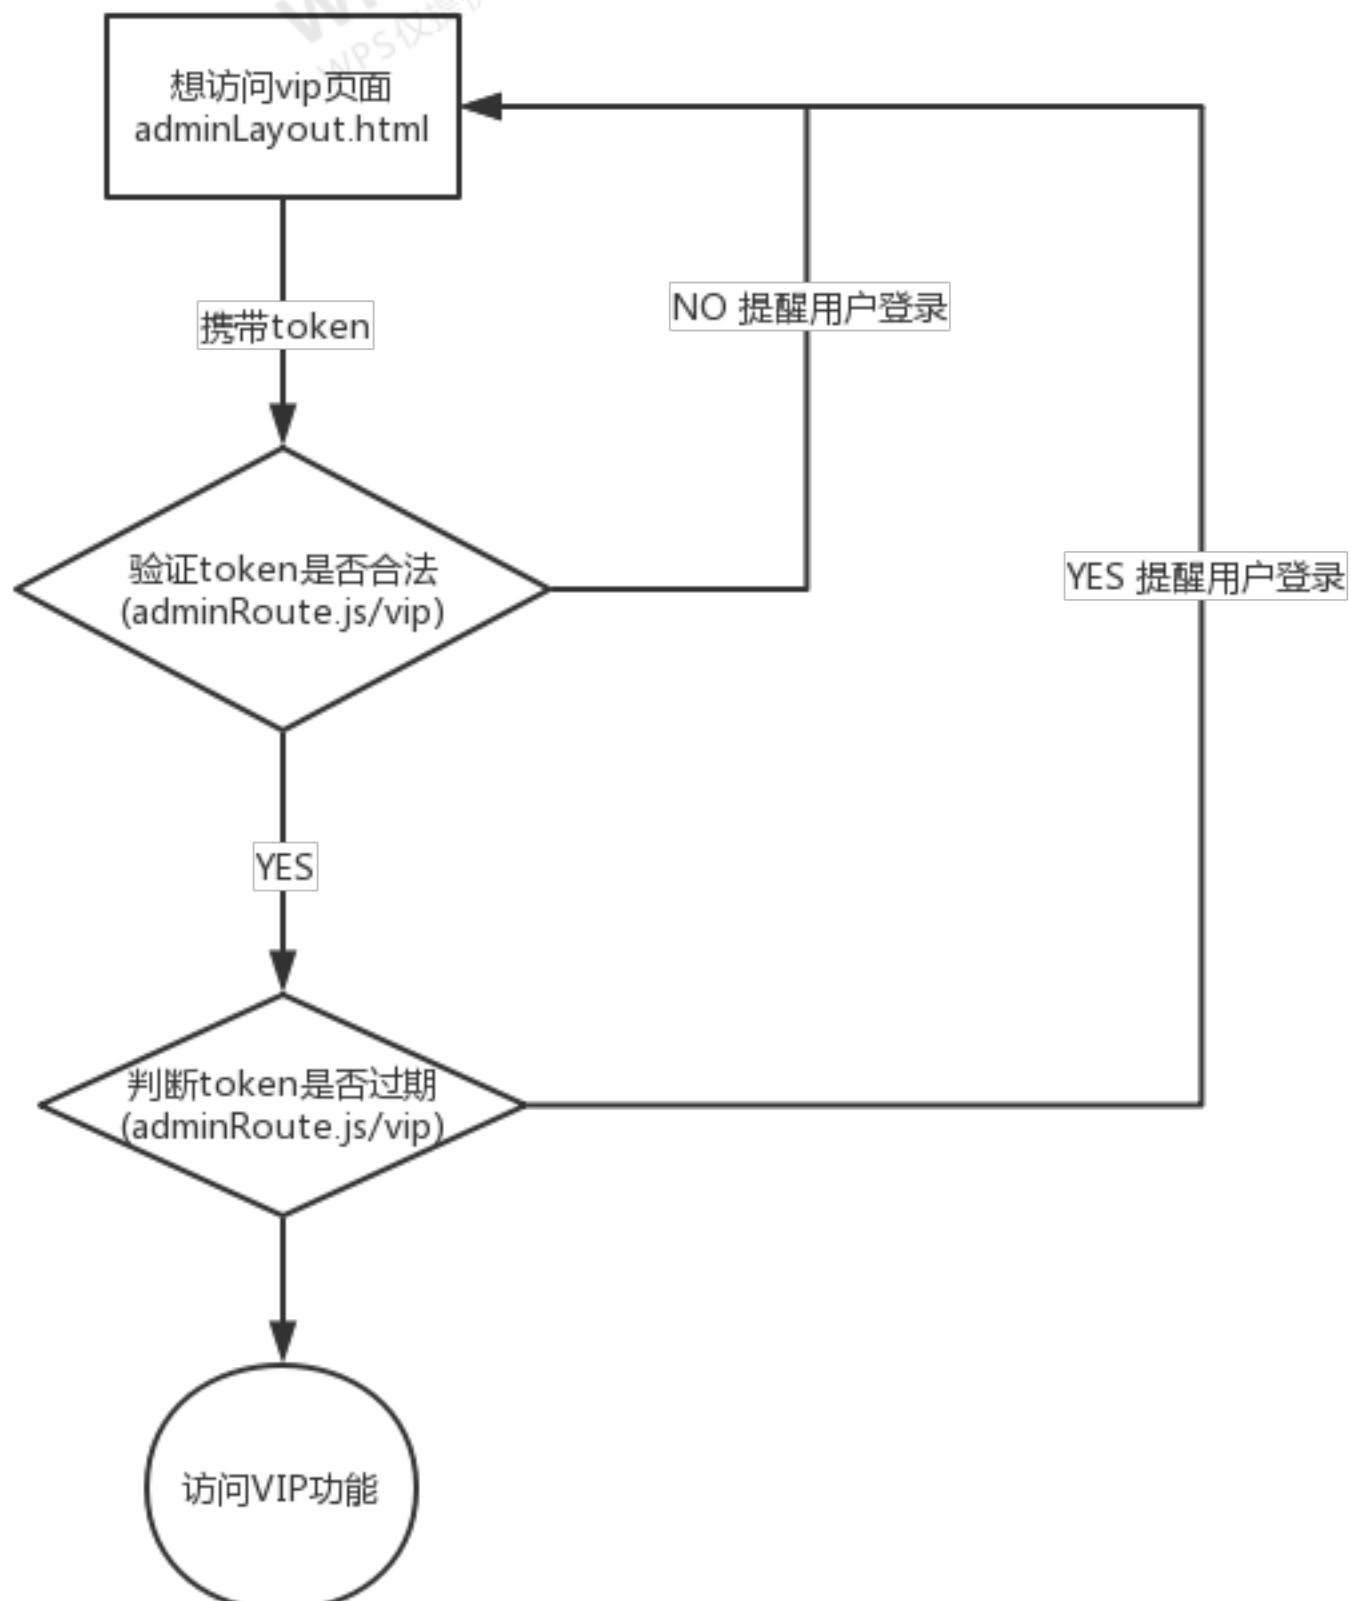 想访问vip页面
adminLayout.html
NO 提醒用户登录
携带token
验证token是否合法
(adminRoute.js/vip)
YES 提醒用户登录
YES
判断token是否过期
(adminRoute.js/vip)
访问VIP功能